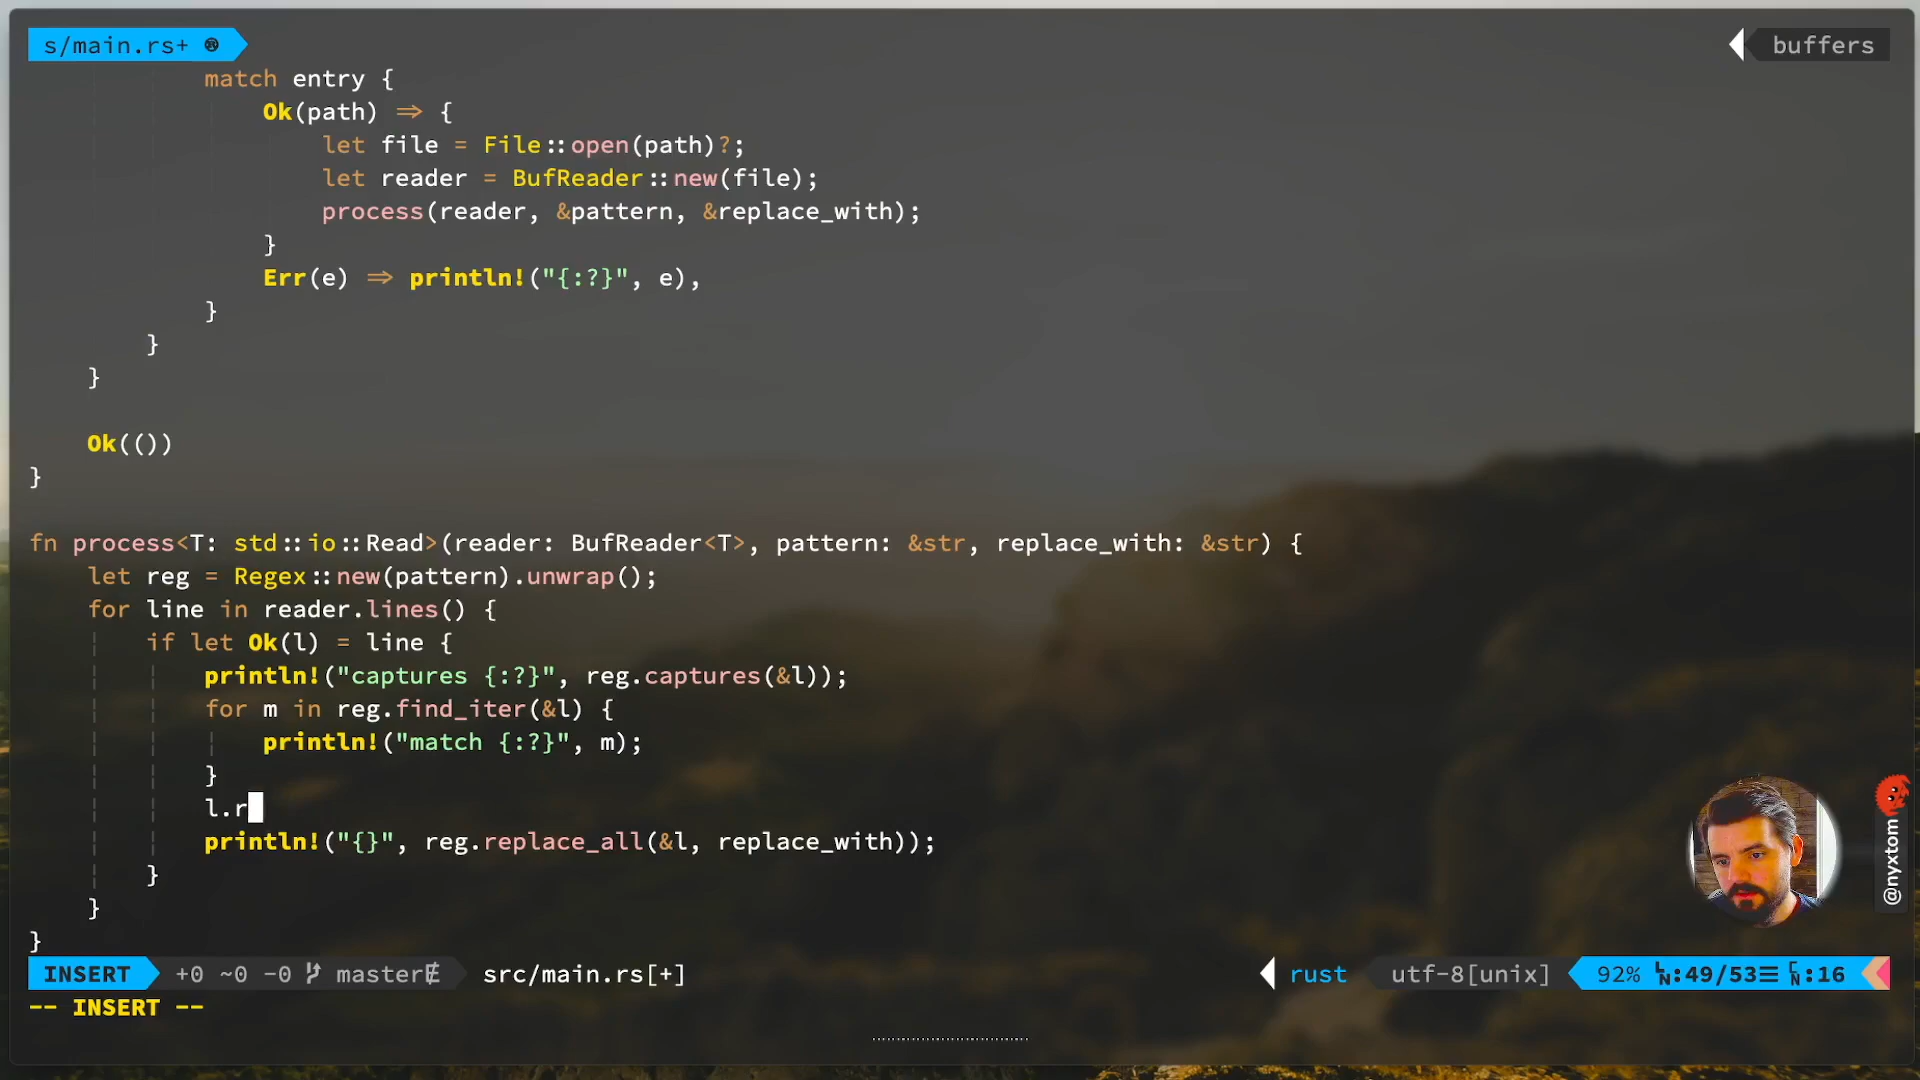 s/main.rs+
buffers
match entry {
Ok(path) => {
let file = File::open(path)?;
let reader = BufReader::new(file);
process(reader, &pattern, &replace_with);
}
Err(e) => println!("{:?}", e),
}
}
}
Ok(())
}
fn process<T: std::io::Read>(reader: BufReader<T>, pattern: &str, replace_with: &str) {
let reg = Regex::new(pattern).unwrap();
for line in reader.lines() {
if let Ok(l) = line {
println!("captures {:?}", reg.captures(&l));
for m in reg.find_iter(&l) {
println!("match {:?}", m);
}
l.r
println!("{}", reg.replace_all(&l, replace_with));
}
}
}
@nyxtom
INSERT +0 ~0 -0 master src/main.rs[+] rust utf-8[unix] 92% :49/53 :16
-- INSERT --